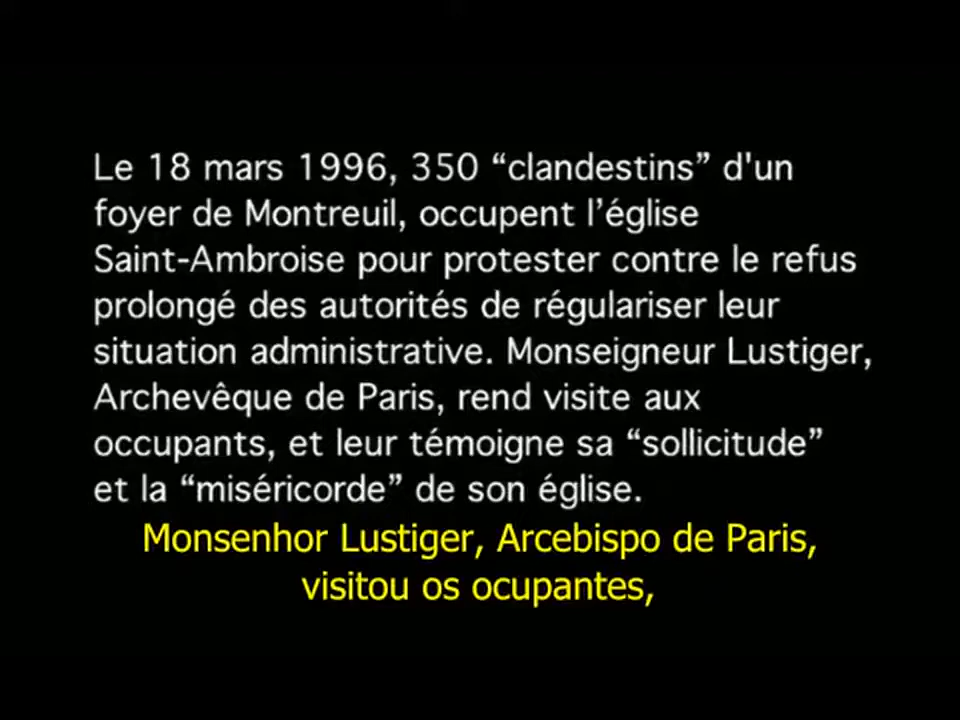 Le 18 mars 1996, 350 “clandestins” d'un
foyer de Montreuil, occupent l’église
Saint-Ambroise pour protester contre le refus
prolongé des autorités de régulariser leur
situation administrative. Monseigneur Lustiger,
Archevêque de Paris, rend visite aux
occupants, et leur témoigne sa “sollicitude”
et la “miséricorde” de son église.
Monsenhor Lustiger, Arcebispo de Paris,
visitou os ocupantes,